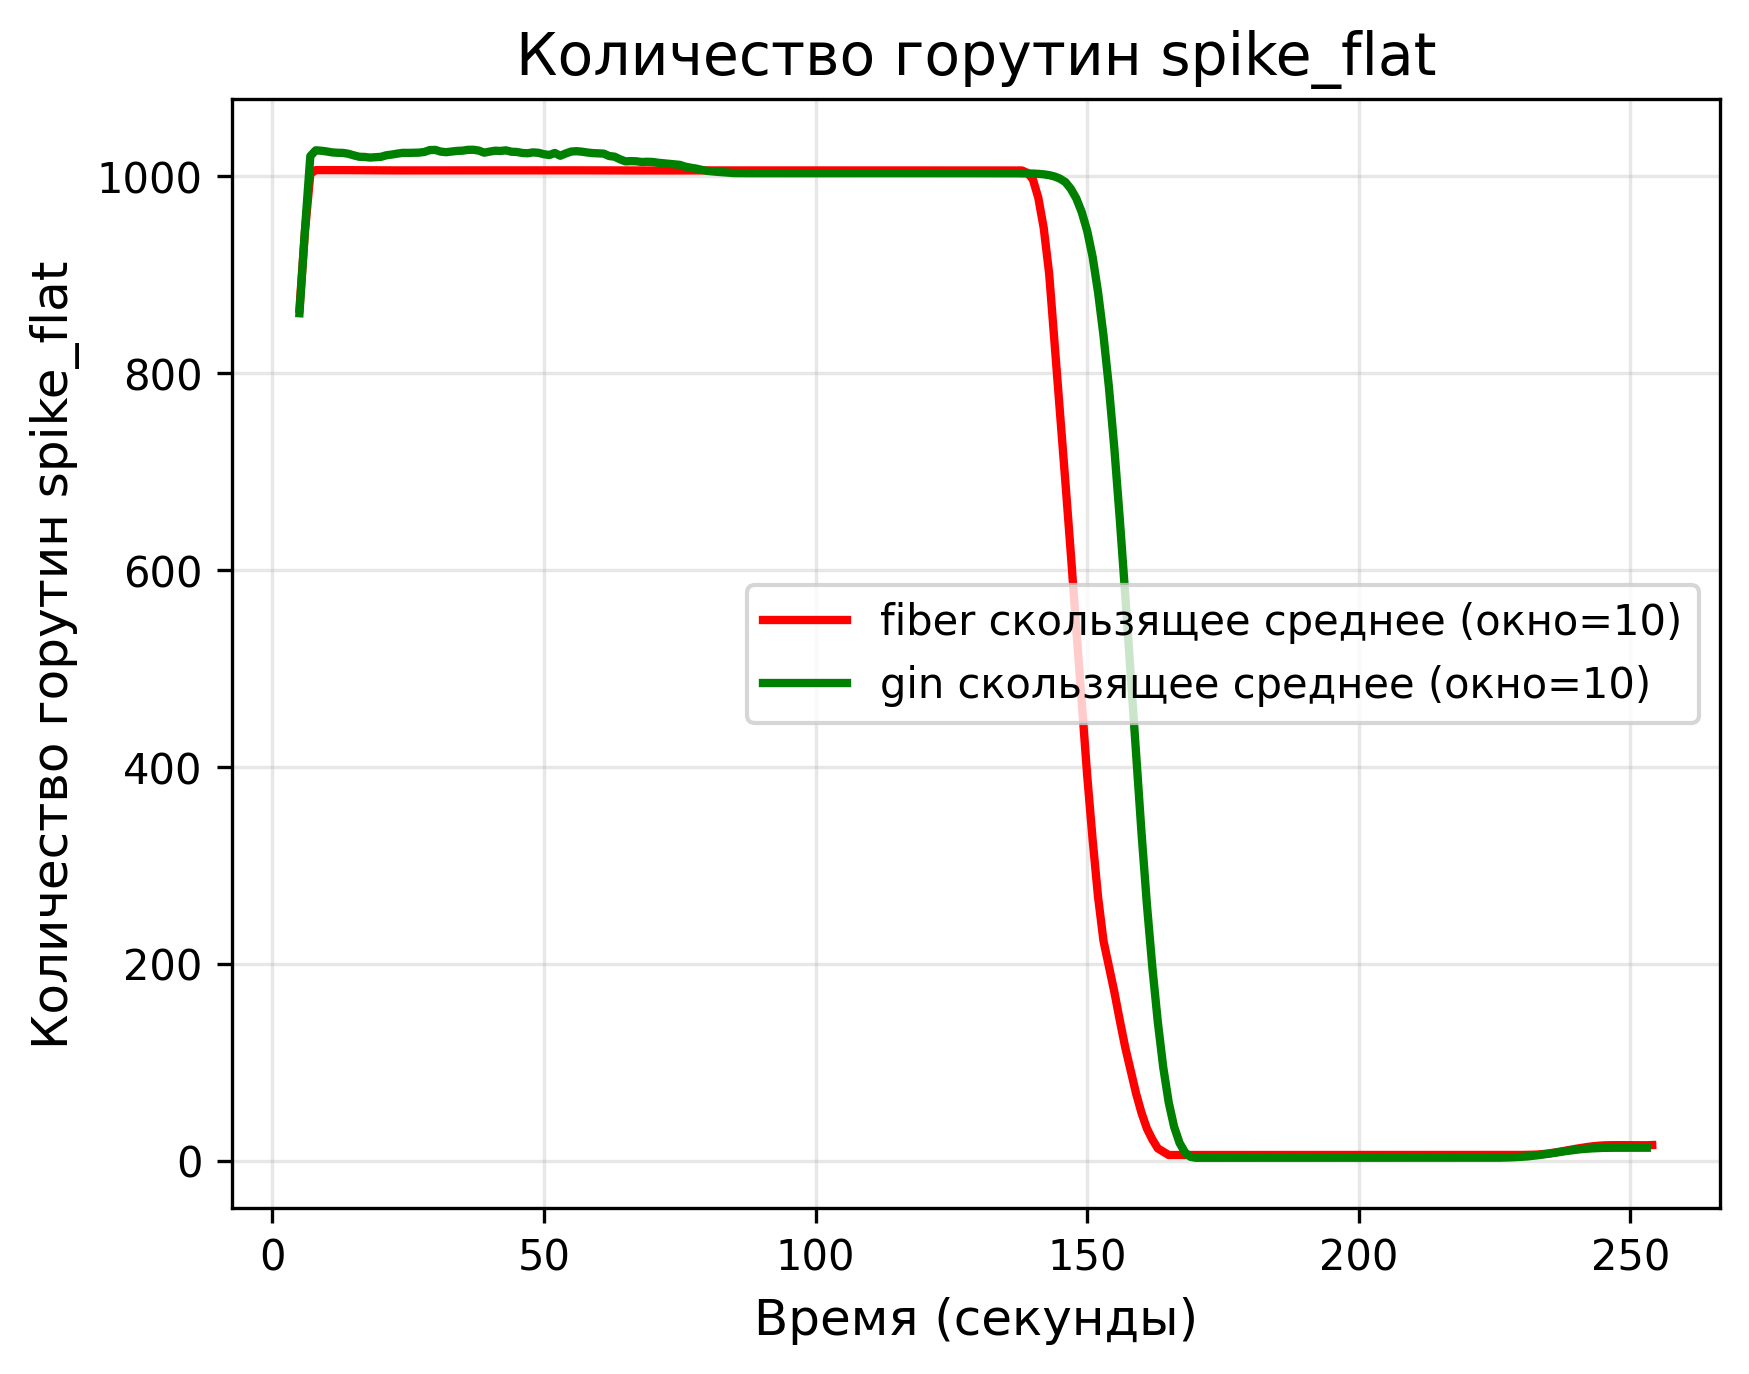 Количество горутин spike_flat
Количество горутин spike_flat
1000
800
600
400
200
0
fiber скользящее среднее (окно=10)
gin скользящее среднее (окно=10)
0 50 100 150 200 250
Время (секунды)